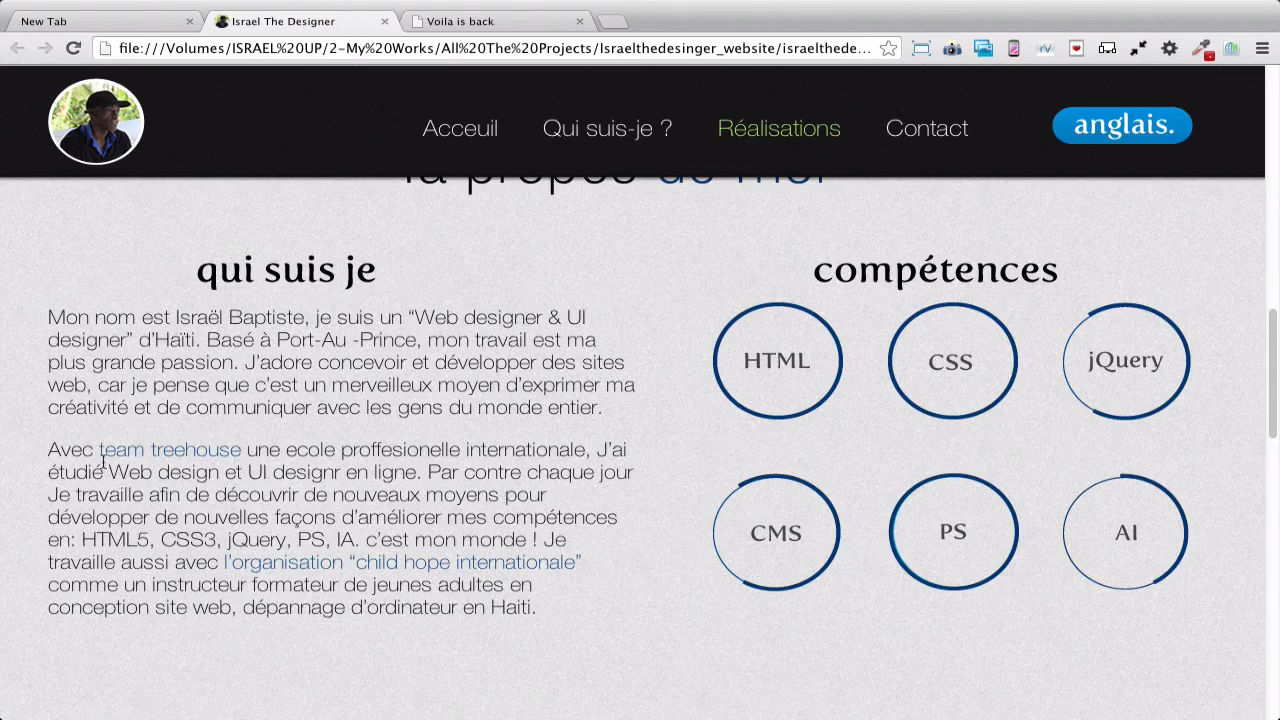 New Tab
Israel The Designer
Voila is back
file:///Volumes/ISRAEL%20UF/2-My%20Works/All%20The%20Projects/Israelthedesinger_website/israelthede...
Acceuil
Qui suis-je ?
Réalisations
Contact
anglais.
propos de moi
qui suis je
Mon nom est Israël Baptiste, je suis un “Web designer & UI
designer” d’Haïti. Basé à Port-Au -Prince, mon travail est ma
plus grande passion. J’adore concevoir et développer des sites
web, car je pense que c’est un merveilleux moyen d’exprimer ma
créativité et de communiquer avec les gens du monde entier.
Avec team treehouse une ecole proffesionelle internationale, J’ai
étudié Web design et UI designr en ligne. Par contre chaque jour
Je travaille afin de découvrir de nouveaux moyens pour
développer de nouvelles façons d’améliorer mes compétences
en: HTML5, CSS3, jQuery, PS, IA. c’est mon monde ! Je
travaille aussi avec l’organisation “child hope internationale”
comme un instructeur formateur de jeunes adultes en
conception site web, dépannage d’ordinateur en Haiti.
compétences
HTML
CSS
jQuery
CMS
PS
AI